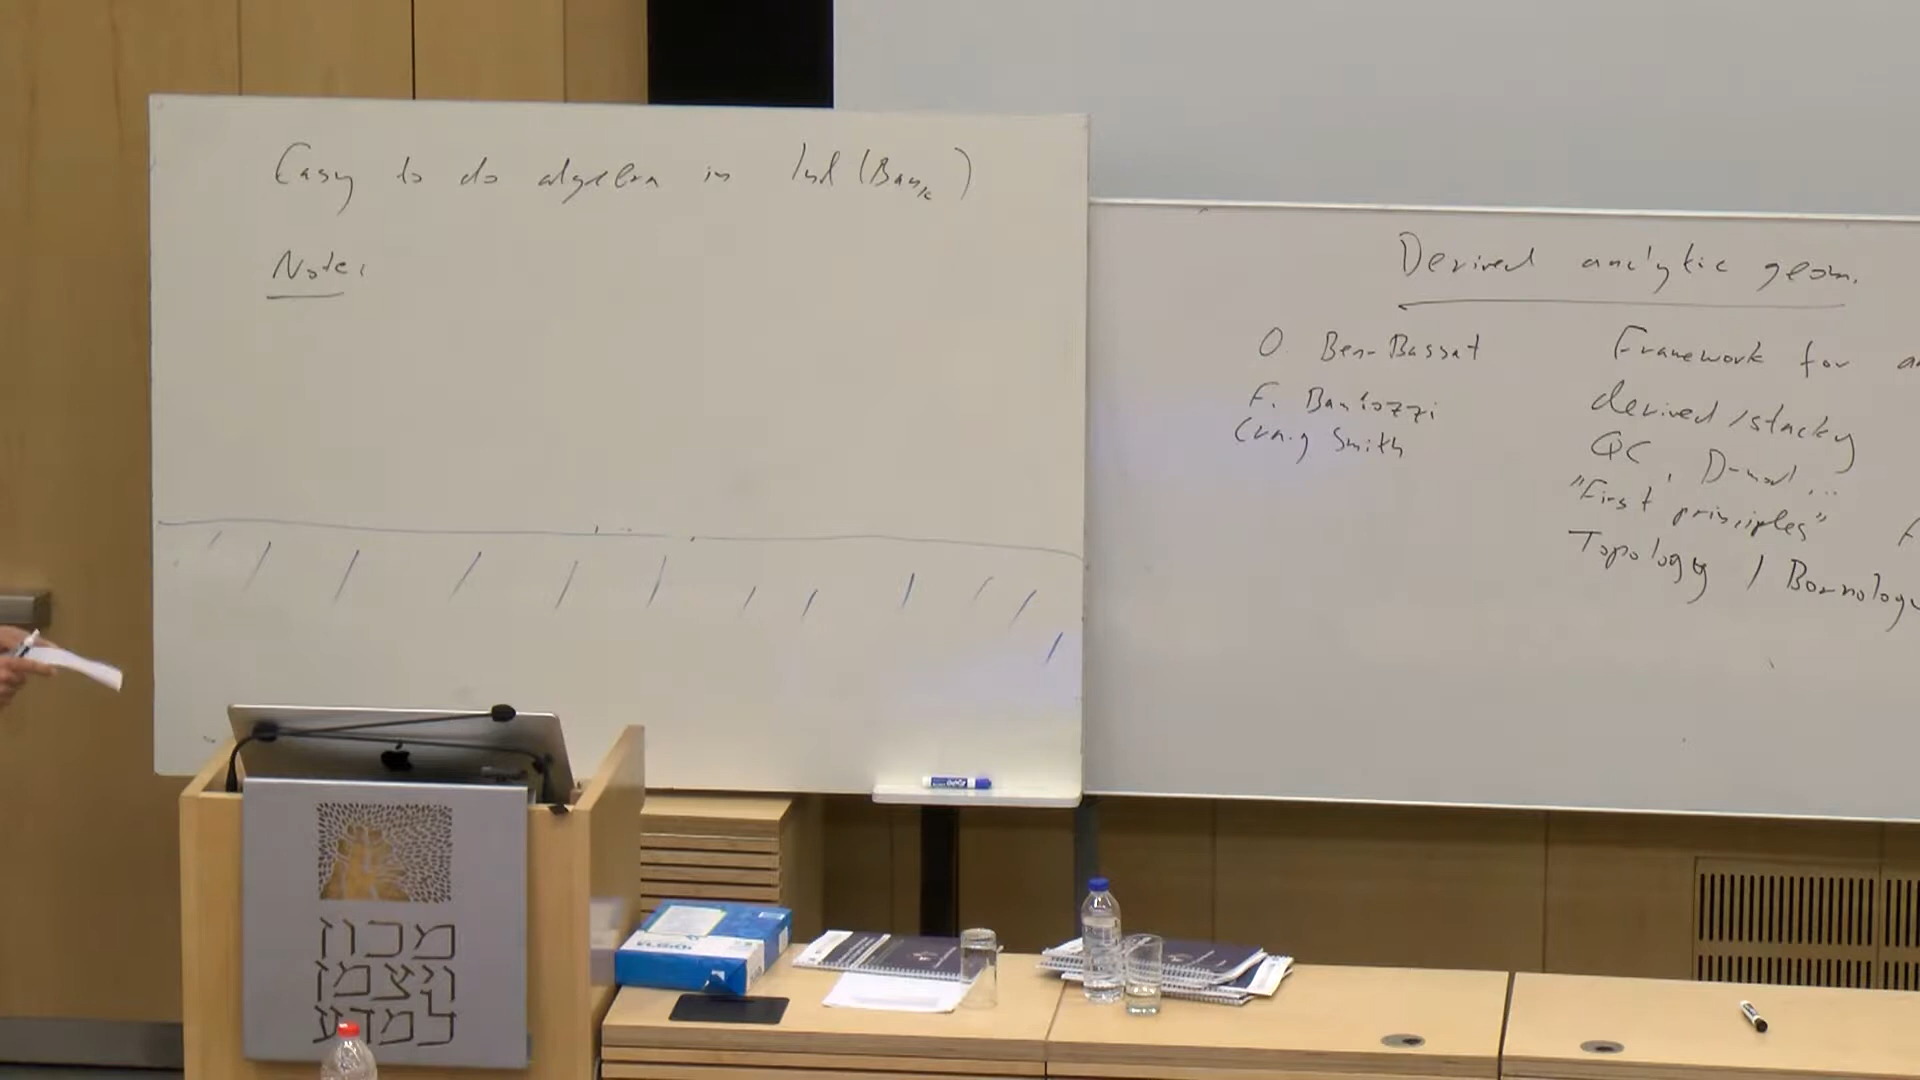 Easy to do algebra in Ind (Ban_K)
Note:
Derived analytic geom.
O. Ben-Bassat
F. Bambozzi
Craig Smith
Framework for
derived/stacky
QC, D-mod...
"First principles"
Topology / Bornology
מכון
ויצמן
למדע